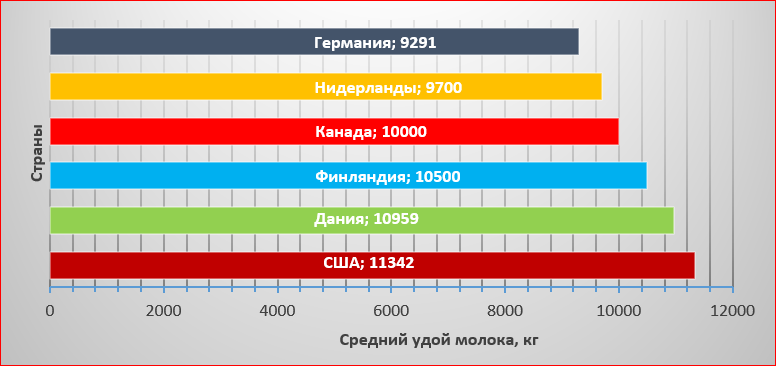 Германия; 9291
Нидерланды; 9700
Канада; 10000
Финляндия; 10500
Дания; 10959
США; 11342
Страны
0 2000 4000 6000 8000 10000 12000
Средний удой молока, кг